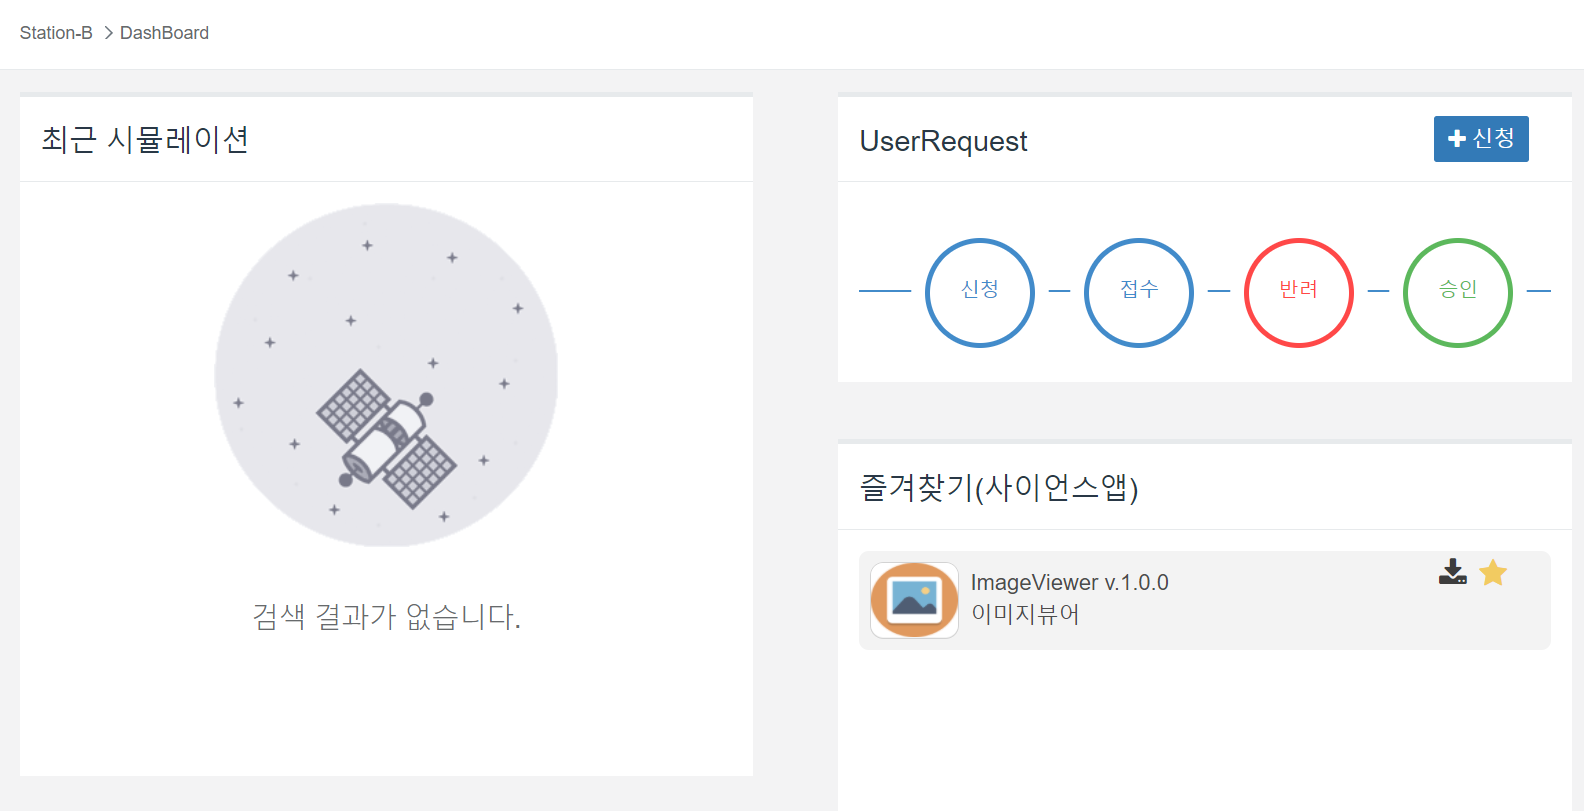 Station-B > DashBoard
최근 시뮬레이션
검색 결과가 없습니다.
UserRequest
신청
신청
접수
반려
승인
즐겨찾기(사이언스앱)
ImageViewer v.1.0.0
이미지뷰어